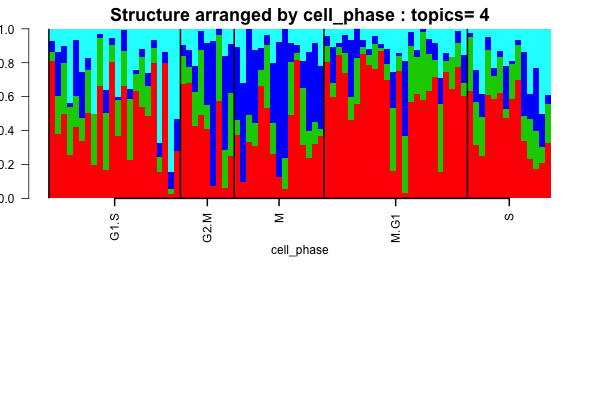 Structure arranged by cell_phase : topics= 4
1.0
0.8
0.6
0.4
0.2
0.0
G1.S
G2.M
M
M.G1
S
cell_phase